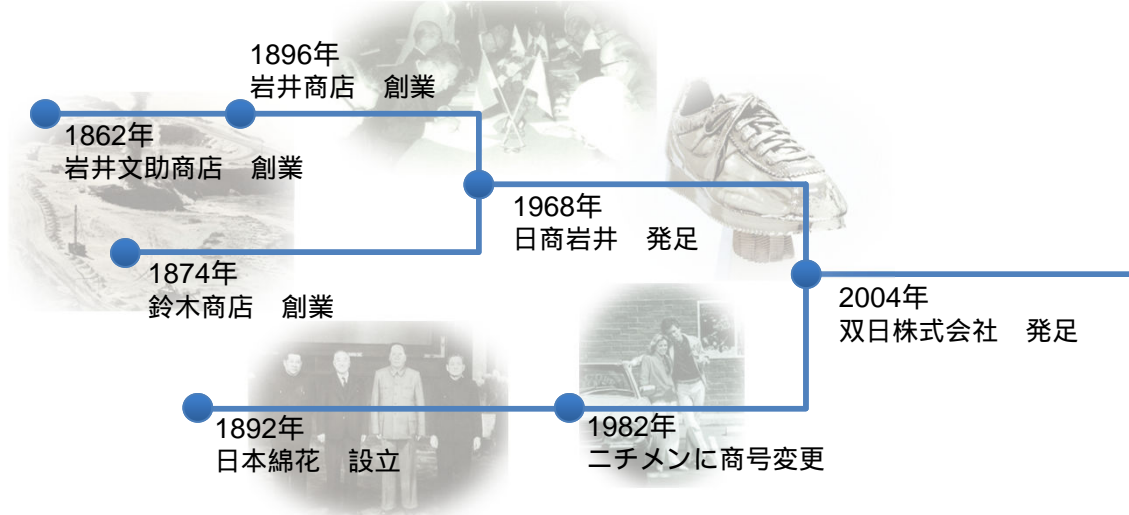 1896年
岩井商店　創業
1862年
岩井文助商店　創業
1968年
日商岩井　発足
1874年
鈴木商店　創業
2004年
双日株式会社　発足
1892年
日本綿花　設立
1982年
ニチメンに商号変更